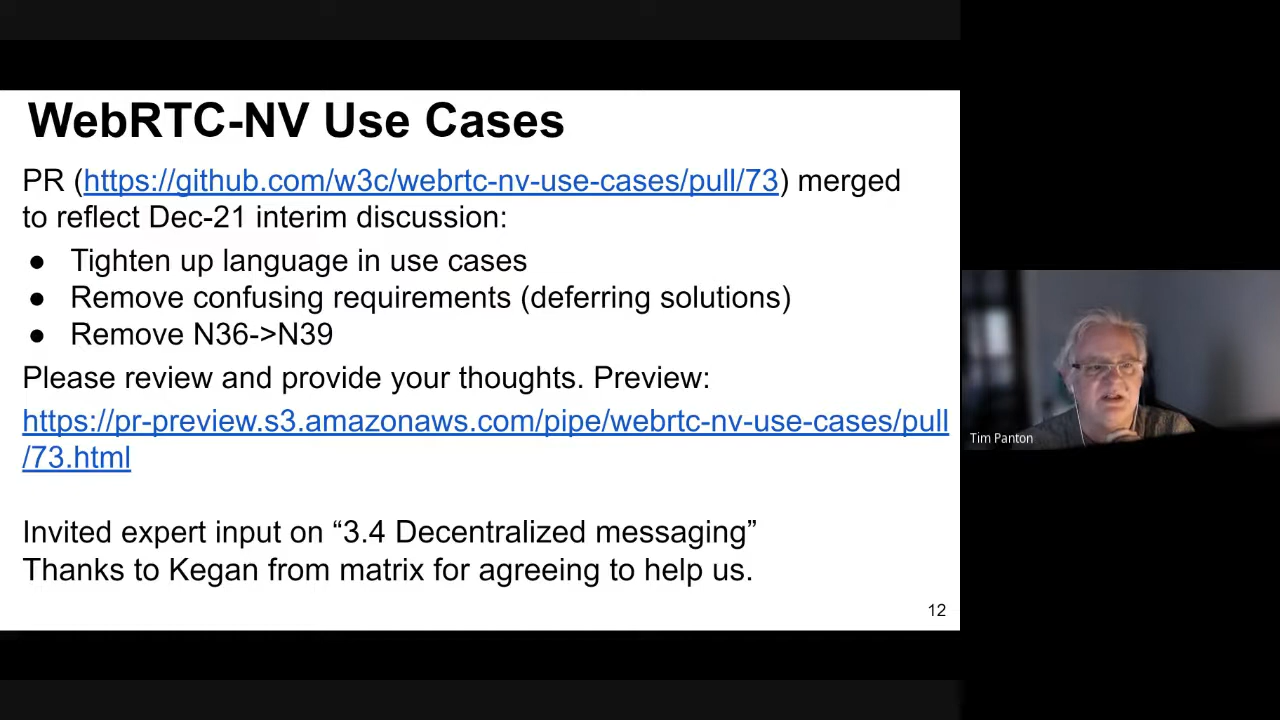 WebRTC-NV Use Cases
PR (https://github.com/w3c/webrtc-nv-use-cases/pull/73) merged
to reflect Dec-21 interim discussion:
● Tighten up language in use cases
● Remove confusing requirements (deferring solutions)
● Remove N36->N39
Please review and provide your thoughts. Preview:
https://pr-preview.s3.amazonaws.com/pipe/webrtc-nv-use-cases/pull
/73.html
Invited expert input on “3.4 Decentralized messaging”
Thanks to Kegan from matrix for agreeing to help us.
12
Tim Panton